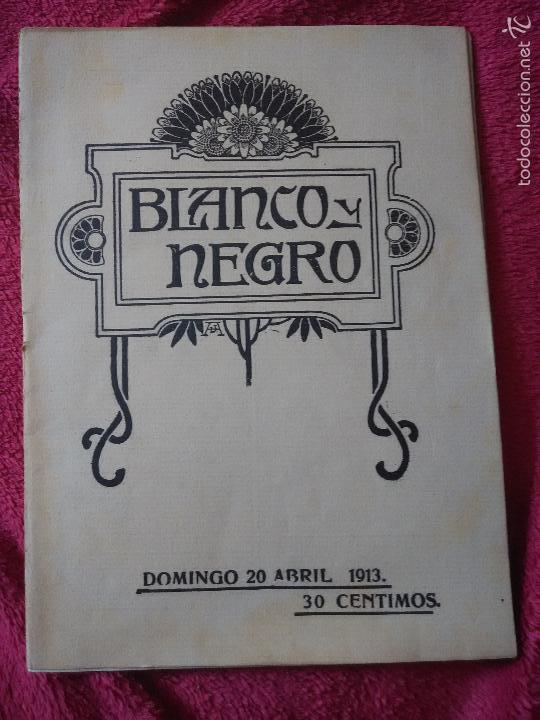 BLANCO Y
NEGRO
DOMINGO 20 ABRIL 1913.
30 CENTIMOS.
todocoleccion.net